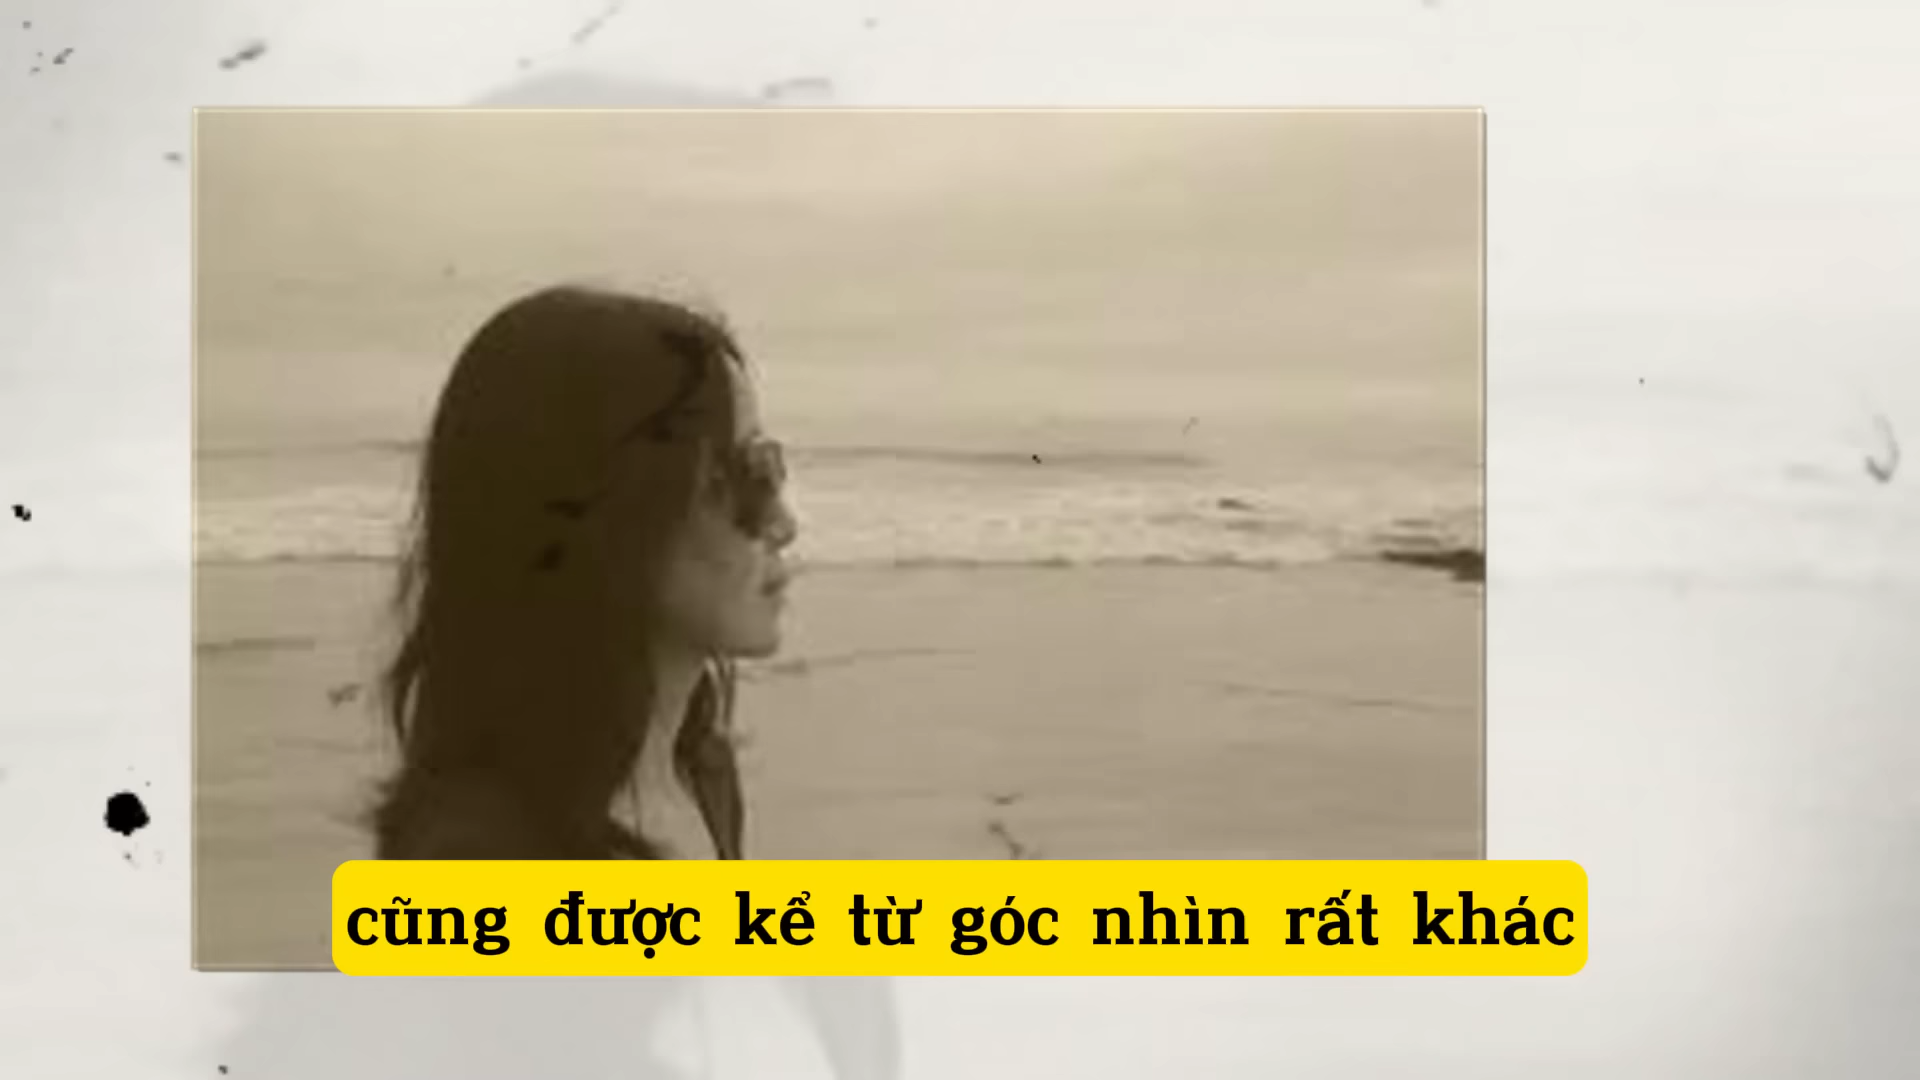 cũng được kể từ góc nhìn rất khác